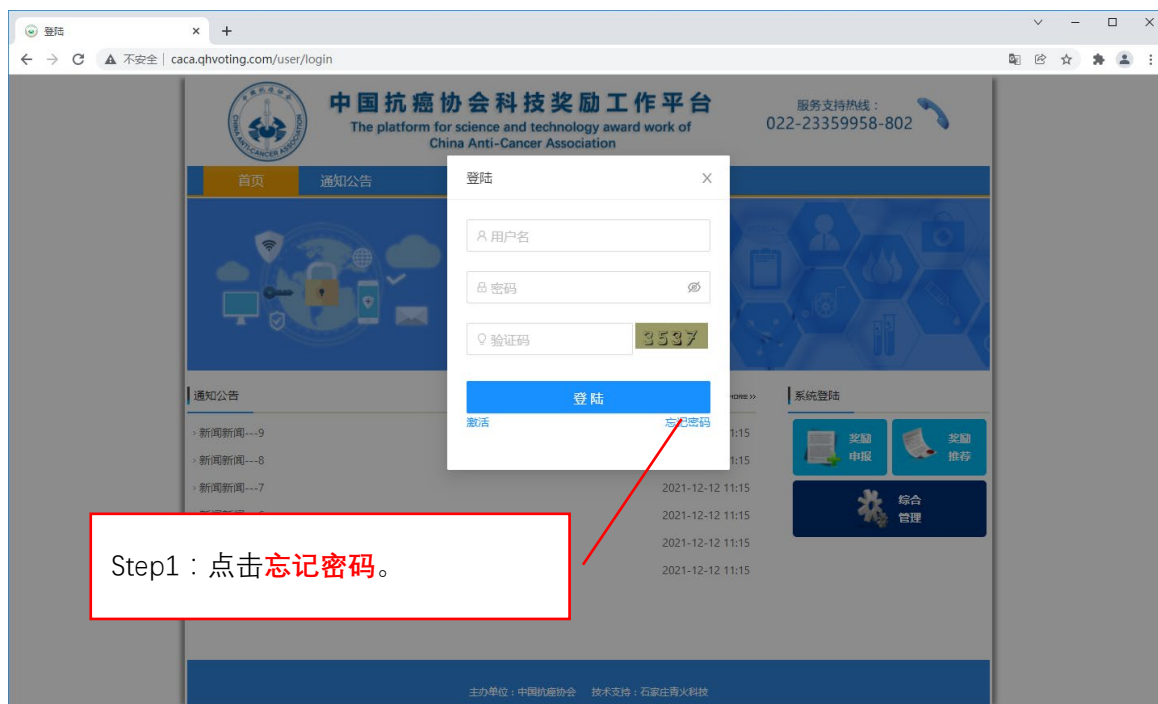 登陆
不安全
caca.qhvoting.com/user/login
CHINA ANTI-CANCER ASSOCIATION
中国抗癌协会科技奖励工作平台
The platform for science and technology award work of
China Anti-Cancer Association
服务支持热线：
022-23359958-802
首页
通知公告
登陆
用户名
密码
验证码
3537
登 陆
激活
忘记密码
通知公告
MORE >>
新闻新闻---9
1:15
新闻新闻---8
1:15
新闻新闻---7
2021-12-12 11:15
2021-12-12 11:15
2021-12-12 11:15
2021-12-12 11:15
系统登陆
奖励
申报
奖励
推荐
综合
管理
Step1：点击忘记密码。
主办单位：中国抗癌协会 技术支持：石家庄青火科技